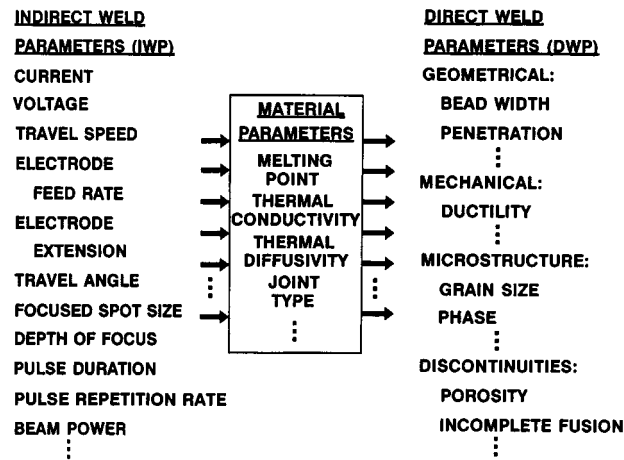 INDIRECT WELD
PARAMETERS (IWP)
CURRENT
VOLTAGE
TRAVEL SPEED
ELECTRODE
FEED RATE
ELECTRODE
EXTENSION
TRAVEL ANGLE
FOCUSED SPOT SIZE
DEPTH OF FOCUS
PULSE DURATION
PULSE REPETITION RATE
BEAM POWER
MATERIAL
PARAMETERS
MELTING
POINT
THERMAL
CONDUCTIVITY
THERMAL
DIFFUSIVITY
JOINT
TYPE
DIRECT WELD
PARAMETERS (DWP)
GEOMETRICAL:
BEAD WIDTH
PENETRATION
MECHANICAL:
DUCTILITY
MICROSTRUCTURE:
GRAIN SIZE
PHASE
DISCONTINUITIES:
POROSITY
INCOMPLETE FUSION